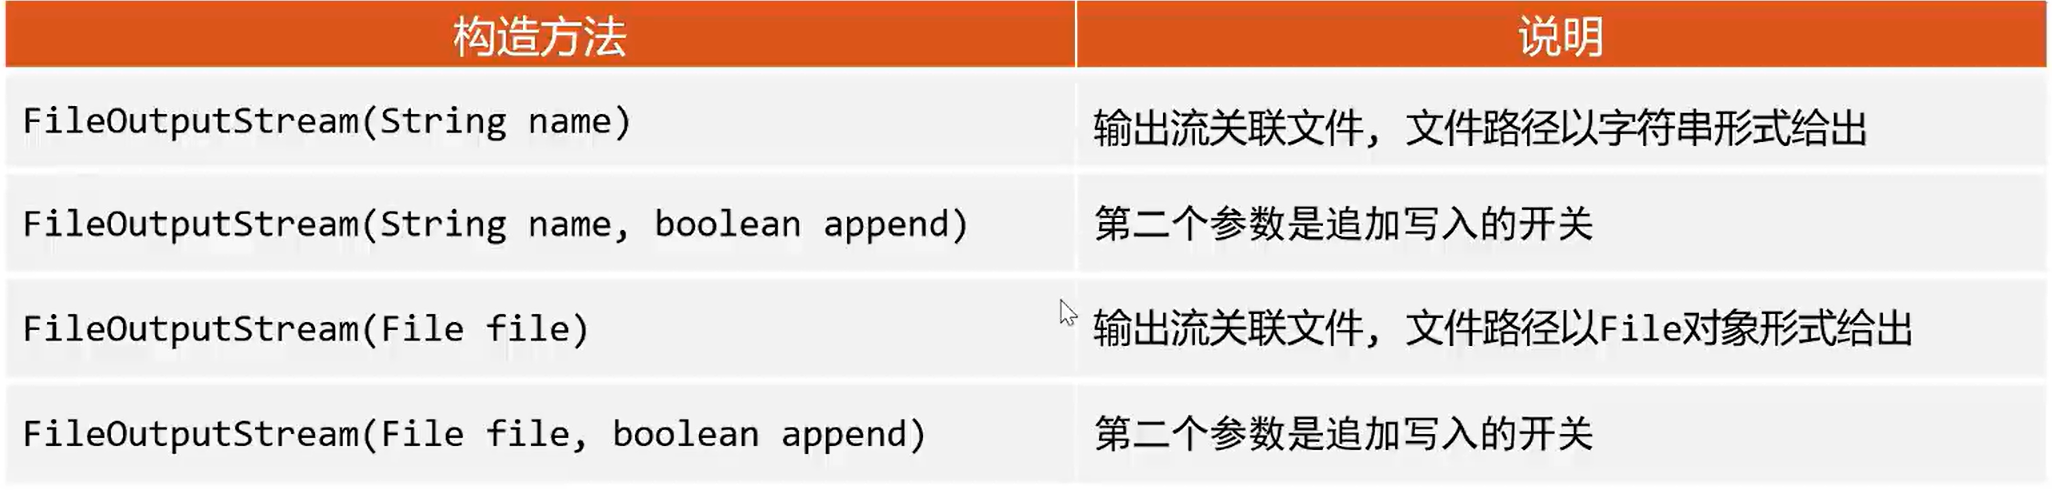 构造方法 说明
FileOutputStream(String name) 输出流关联文件，文件路径以字符串形式给出
FileOutputStream(String name, boolean append) 第二个参数是追加写入的开关
FileOutputStream(File file) 输出流关联文件，文件路径以File对象形式给出
FileOutputStream(File file, boolean append) 第二个参数是追加写入的开关